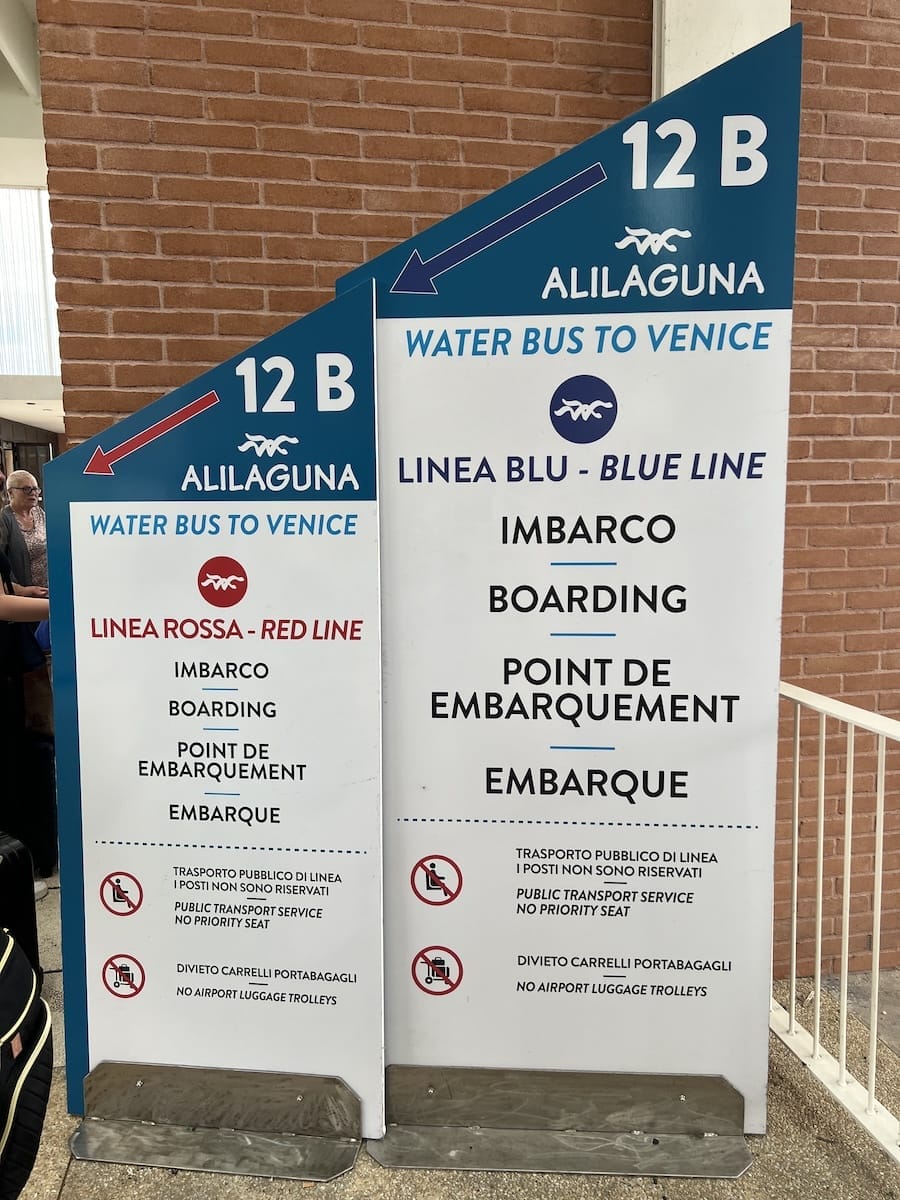 12 B
ALILAGUNA
WATER BUS TO VENICE
LINEA ROSSA - RED LINE
IMBARCO
BOARDING
POINT DE
EMBARQUEMENT
EMBARQUE
TRASPORTO PUBBLICO DI LINEA
I POSTI NON SONO RISERVATI
PUBLIC TRANSPORT SERVICE
NO PRIORITY SEAT
DIVIETO CARRELLI PORTABAGAGLI
NO AIRPORT LUGGAGE TROLLEYS
12 B
ALILAGUNA
WATER BUS TO VENICE
LINEA BLU - BLUE LINE
IMBARCO
BOARDING
POINT DE
EMBARQUEMENT
EMBARQUE
TRASPORTO PUBBLICO DI LINEA
I POSTI NON SONO RISERVATI
PUBLIC TRANSPORT SERVICE
NO PRIORITY SEAT
DIVIETO CARRELLI PORTABAGAGLI
NO AIRPORT LUGGAGE TROLLEYS